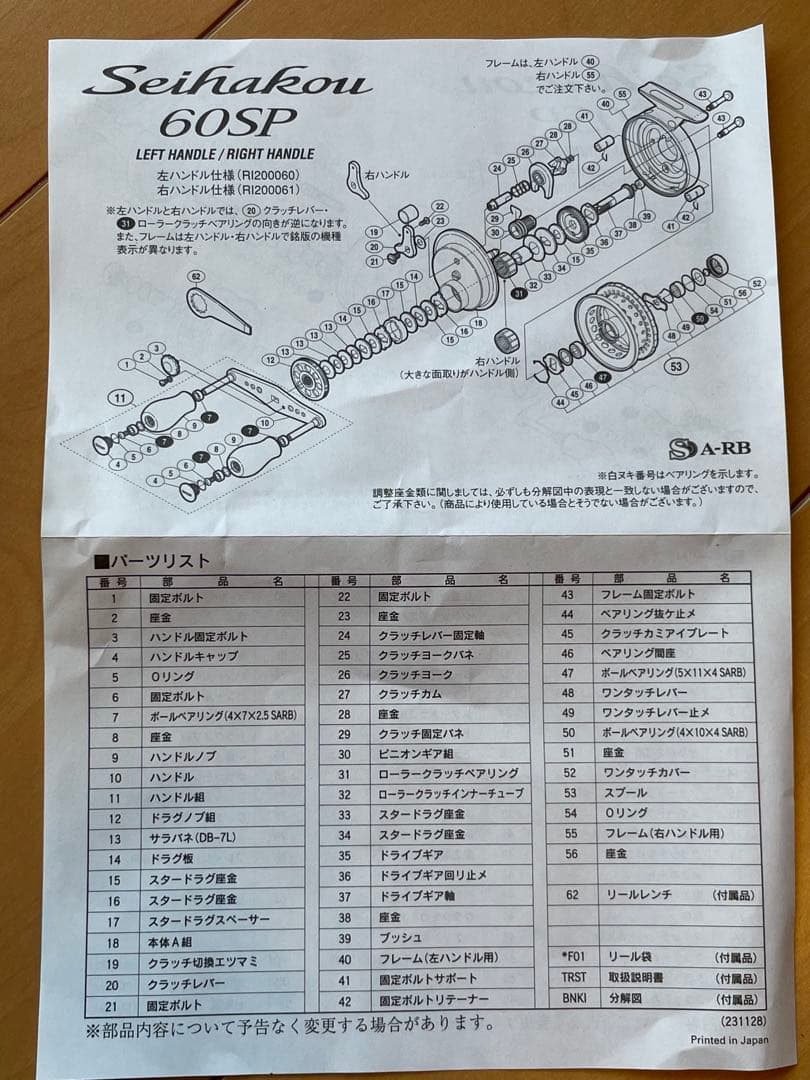 Seihakou
60SP
LEFT HANDLE / RIGHT HANDLE
左ハンドル仕様(RI200060)
右ハンドル仕様(RI200061)
※左ハンドルと右ハンドルでは、⑳クラッチレバー・
31 ローラークラッチベアリングの向きが逆になります。
また、フレームは左ハンドル・右ハンドルで銘版の機種
表示が異なります。
フレームは、左ハンドル 40
右ハンドル 55
でご注文下さい。
右ハンドル
右ハンドル
(大きな面取りがハンドル側)
S A-RB
※白ヌキ番号はベアリングを示します。
調整座金類に関しましては、必ずしも分解図中の表現と一致しない場合がございますので、
ご了承下さい。(商品により使用している場合とそうでない場合がございます。)
■パーツリスト
番号 部品名
1 固定ボルト
2 座金
3 ハンドル固定ボルト
4 ハンドルキャップ
5 Oリング
6 固定ボルト
7 ボールベアリング(4×7×2.5 SARB)
8 座金
9 ハンドルノブ
10 ハンドル
11 ハンドル組
12 ドラグノブ組
13 サラバネ(DB-7L)
14 ドラグ板
15 スタードラグ座金
16 スタードラグ座金
17 スタードラグスペーサー
18 本体A組
19 クラッチ切換エツマミ
20 クラッチレバー
21 固定ボルト
番号 部品名
22 固定ボルト
23 座金
24 クラッチレバー固定軸
25 クラッチヨークバネ
26 クラッチヨーク
27 クラッチカム
28 座金
29 クラッチ固定バネ
30 ピニオンギア組
31 ローラークラッチベアリング
32 ローラークラッチインナーチューブ
33 スタードラグ座金
34 スタードラグ座金
35 ドライブギア
36 ドライブギア回リ止メ
37 ドライブギア軸
38 座金
39 ブッシュ
40 フレーム(左ハンドル用)
41 固定ボルトサポート
42 固定ボルトリテーナー
番号 部品名
43 フレーム固定ボルト
44 ベアリング抜ケ止メ
45 クラッチカミアイプレート
46 ベアリング間座
47 ボールベアリング(5×11×4 SARB)
48 ワンタッチレバー
49 ワンタッチレバー止メ
50 ボールベアリング(4×10×4 SARB)
51 座金
52 ワンタッチカバー
53 スプール
54 Oリング
55 フレーム(右ハンドル用)
56 座金
62 リールレンチ (付属品)
*F01 リール袋 (付属品)
TRST 取扱説明書 (付属品)
BNKI 分解図 (付属品)
※部品内容について予告なく変更する場合があります。
(231128)
Printed in Japan